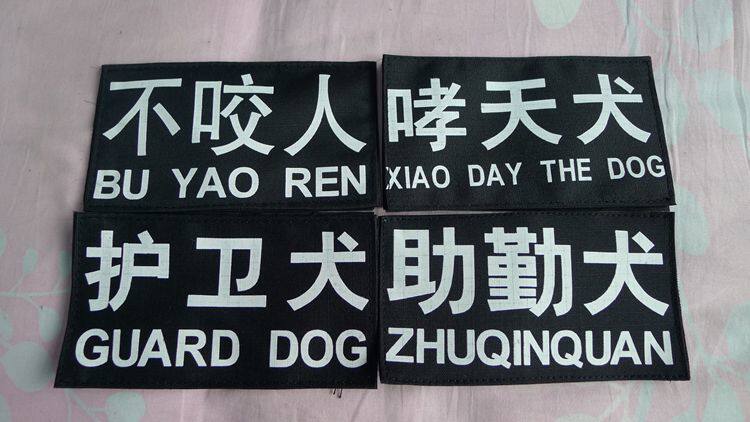 不咬人
BU YAO REN
哮天犬
XIAO DAY THE DOG
护卫犬
GUARD DOG
助勤犬
ZHUQINQUAN